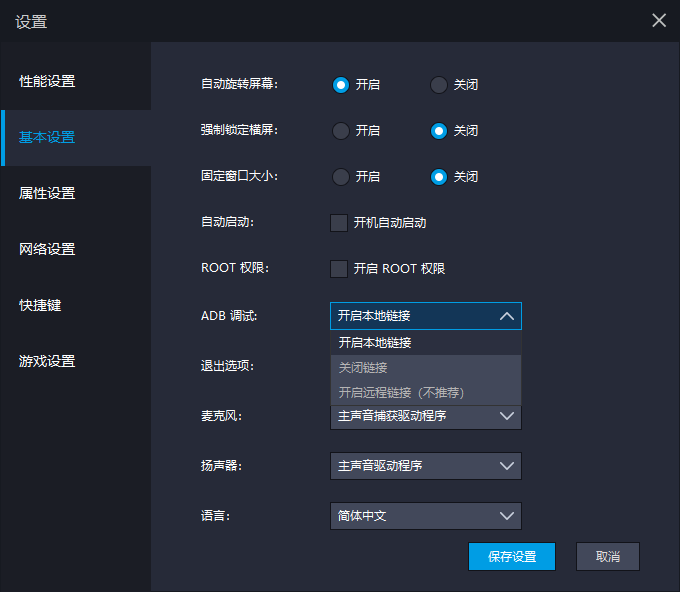 设置
性能设置
基本设置
属性设置
网络设置
快捷键
游戏设置
自动旋转屏幕: 开启 关闭
强制锁定横屏: 开启 关闭
固定窗口大小: 开启 关闭
自动启动: 开机自动启动
ROOT 权限: 开启 ROOT 权限
ADB 调试: 开启本地链接
开启本地链接
关闭链接
退出选项:
开启远程链接（不推荐）
麦克风: 主声音捕获驱动程序
扬声器: 主声音驱动程序
语言: 简体中文
保存设置 取消